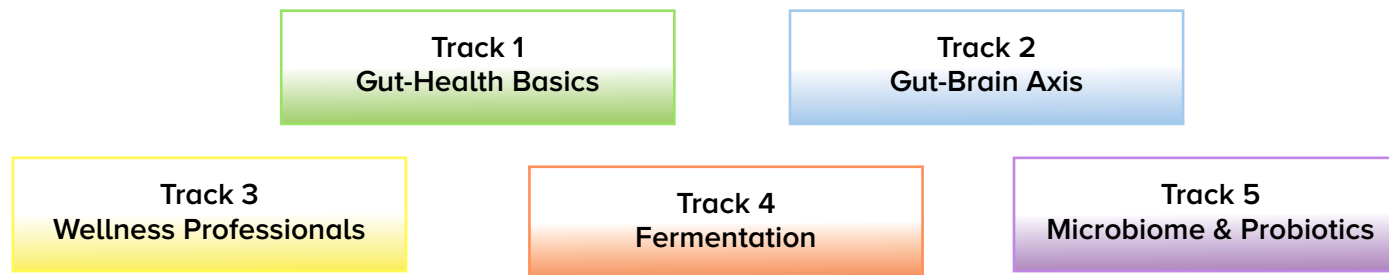 Track 1
Gut-Health Basics
Track 2
Gut-Brain Axis
Track 3
Wellness Professionals
Track 4
Fermentation
Track 5
Microbiome & Probiotics